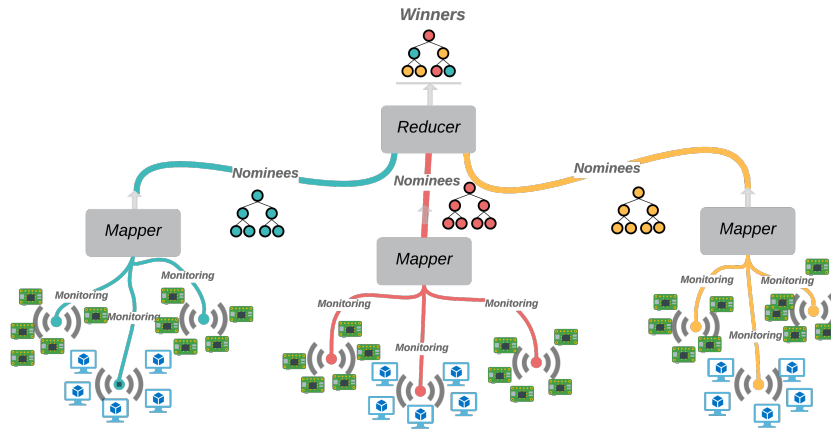 Winners
Reducer
Nominees
Nominees
Nominees
Mapper
Mapper
Mapper
Monitoring
Monitoring
Monitoring
Monitoring
Monitoring
Monitoring
Monitoring
Monitoring
Monitoring